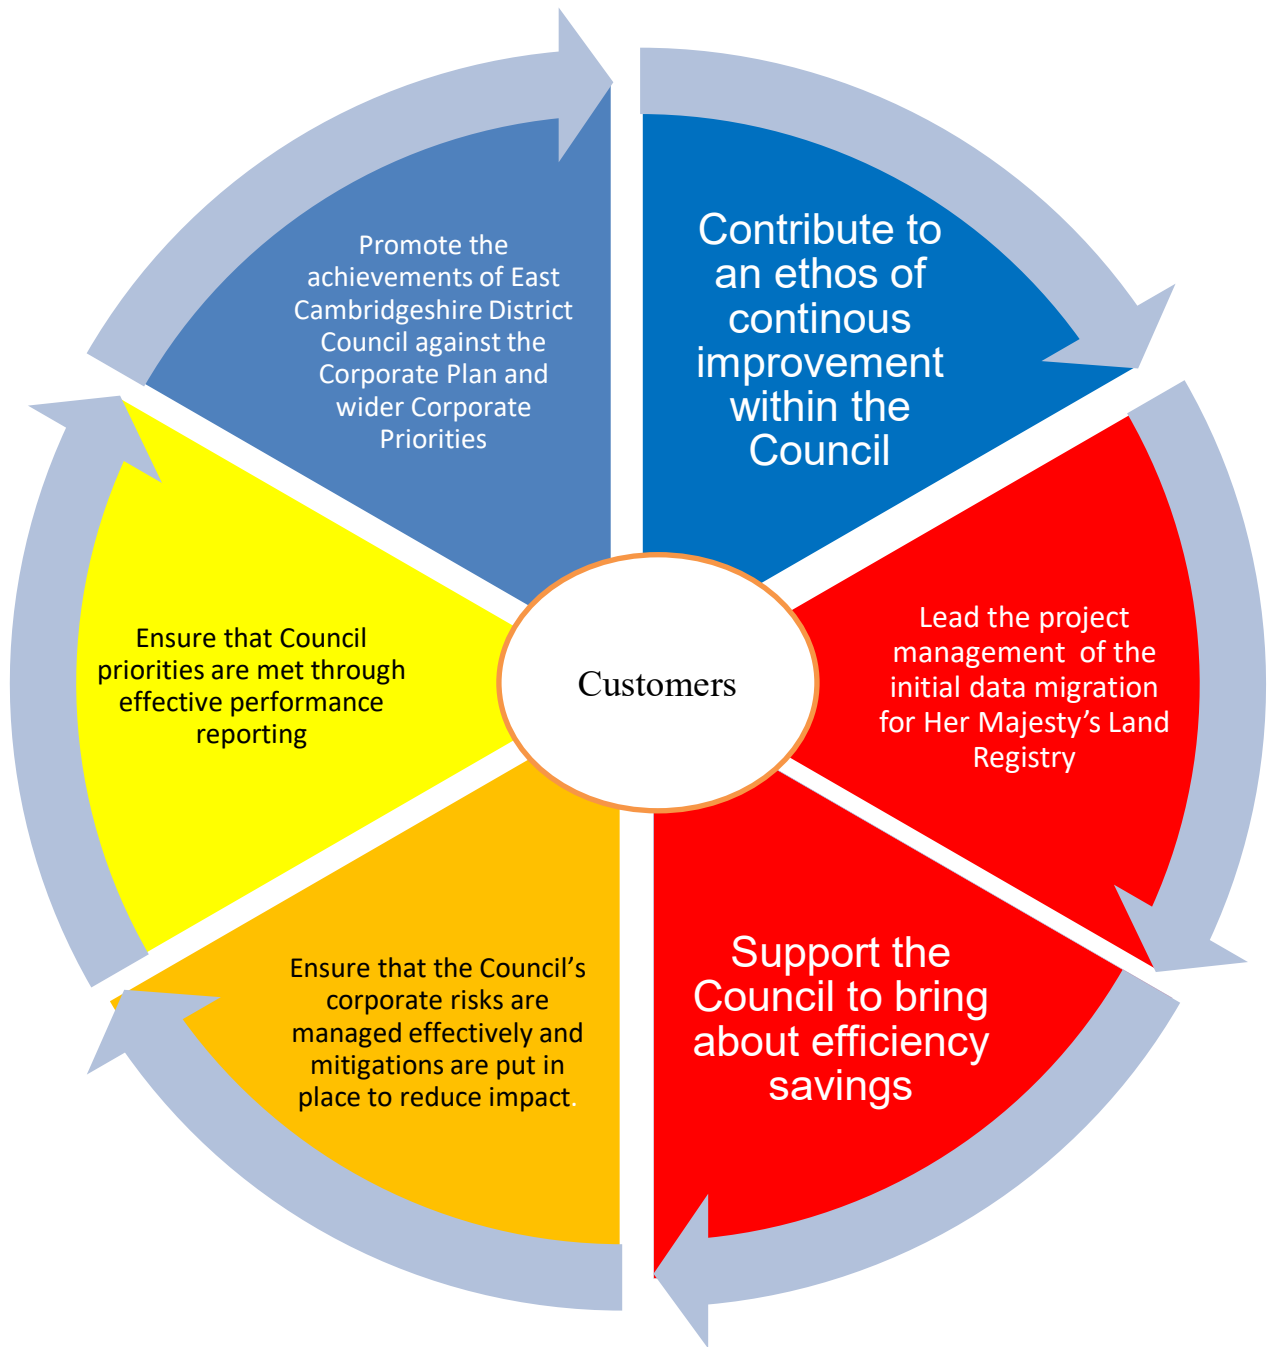 Promote the
achievements of East
Cambridgeshire District
Council against the
Corporate Plan and
wider Corporate
Priorities
Contribute to
an ethos of
continous
improvement
within the
Council
Lead the project
management  of the
initial data migration
for Her Majesty’s Land
Registry
Support the
Council to bring
about efficiency
savings
Ensure that the Council’s
corporate risks are
managed effectively and
mitigations are put in
place to reduce impact.
Ensure that Council
priorities are met through
effective performance
reporting
Customers